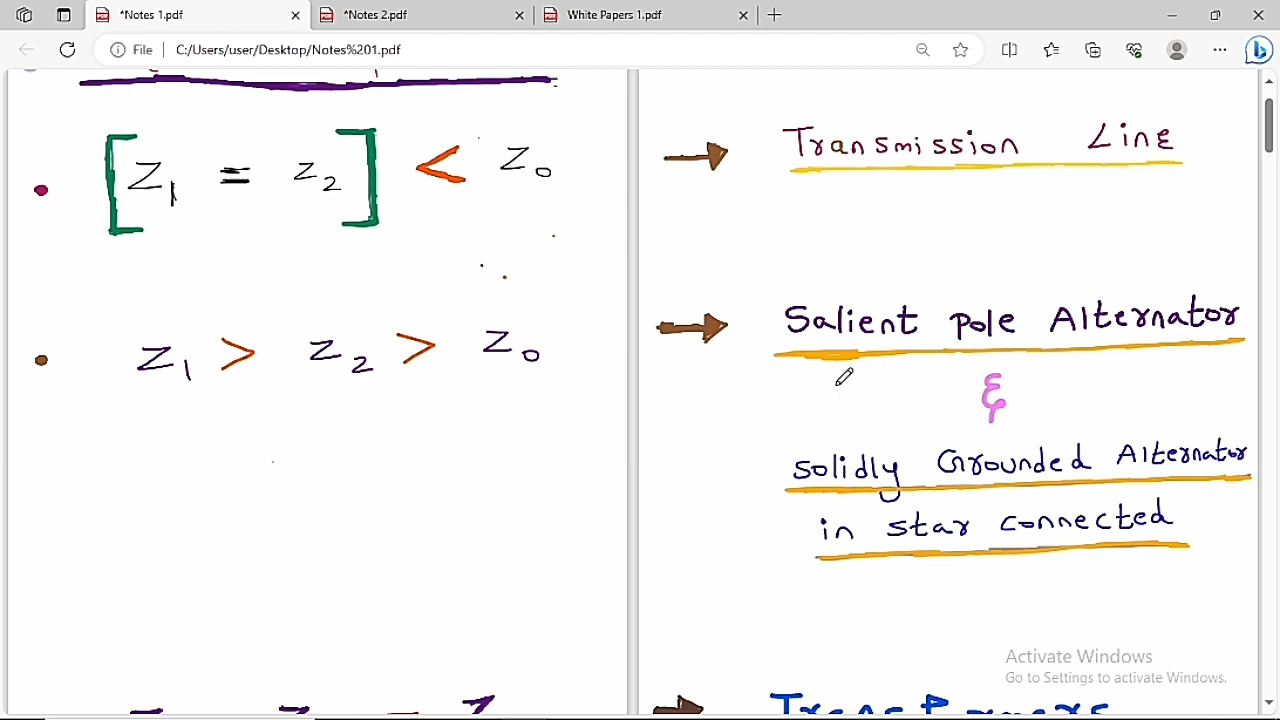 *Notes 1.pdf
*Notes 2.pdf
White Papers 1.pdf
File C:/Users/user/Desktop/Notes%201.pdf
[Z1 = Z2] < Z0
Transmission Line
Z1 > Z2 > Z0
Salient pole Alternator
&
solidly Grounded Alternator
in star connected
Activate Windows
Go to Settings to activate Windows.
Transformers